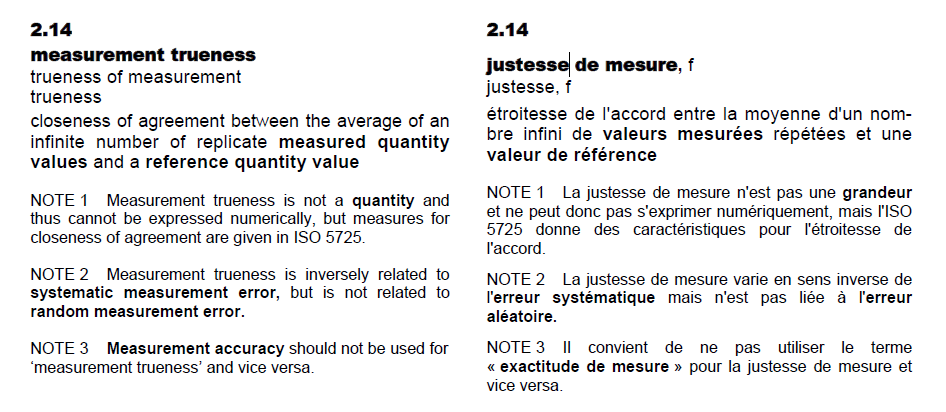 2.14
measurement trueness
trueness of measurement
trueness
closeness of agreement between the average of an
infinite number of replicate measured quantity
values and a reference quantity value
NOTE 1 Measurement trueness is not a quantity and
thus cannot be expressed numerically, but measures for
closeness of agreement are given in ISO 5725.
NOTE 2 Measurement trueness is inversely related to
systematic measurement error, but is not related to
random measurement error.
NOTE 3 Measurement accuracy should not be used for
‘measurement trueness’ and vice versa.
2.14
justesse de mesure, f
justesse, f
étroitesse de l'accord entre la moyenne d'un nom-
bre infini de valeurs mesurées répétées et une
valeur de référence
NOTE 1 La justesse de mesure n'est pas une grandeur
et ne peut donc pas s'exprimer numériquement, mais l'ISO
5725 donne des caractéristiques pour l'étroitesse de
l'accord.
NOTE 2 La justesse de mesure varie en sens inverse de
l'erreur systématique mais n'est pas liée à l'erreur
aléatoire.
NOTE 3 Il convient de ne pas utiliser le terme
« exactitude de mesure » pour la justesse de mesure et
vice versa.